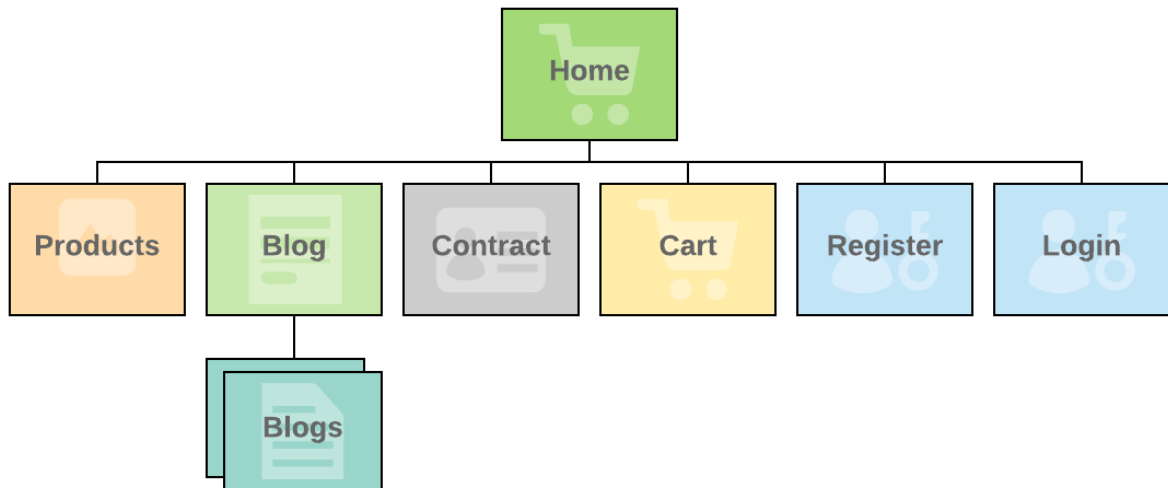 Home
Products
Blog
Contract
Cart
Register
Login
Blogs